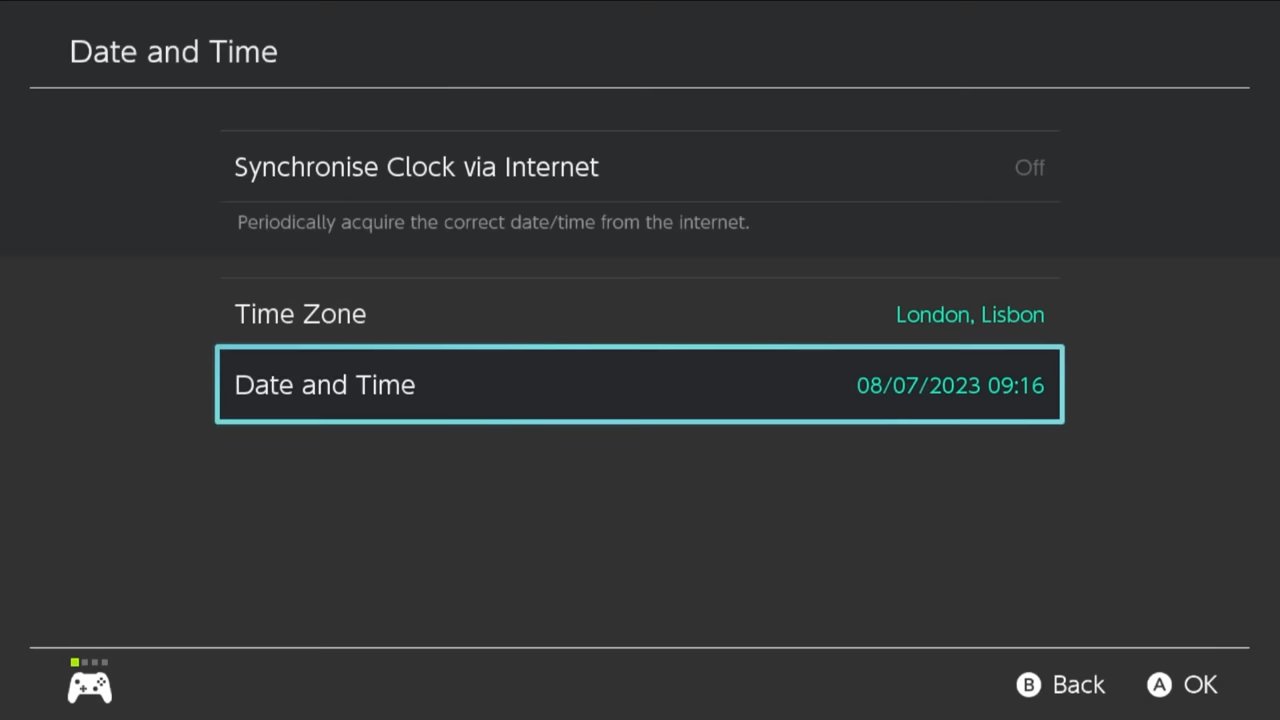 Date and Time
Synchronise Clock via Internet Off
Periodically acquire the correct date/time from the internet.
Time Zone London, Lisbon
Date and Time 08/07/2023 09:16
B Back A OK